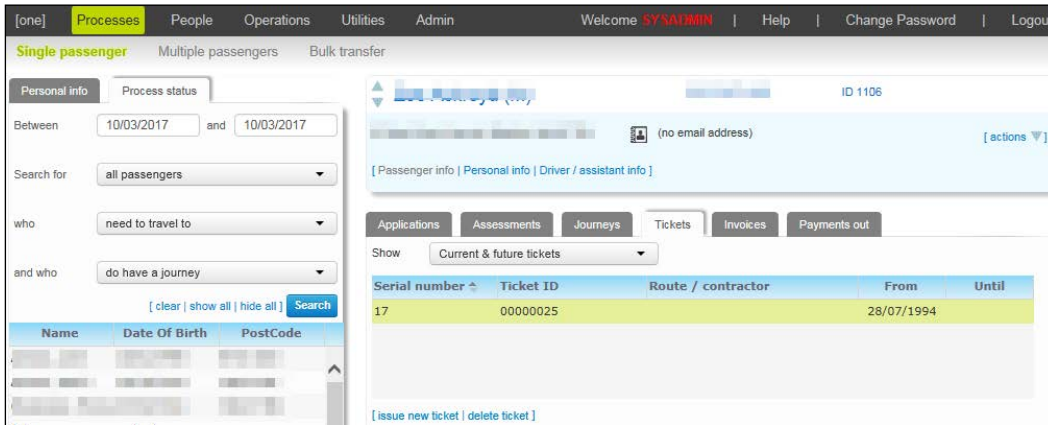 [one] Processes People Operations Utilities Admin Welcome SYSADMIN | Help | Change Password | Logou
Single passenger Multiple passengers Bulk transfer
Personal info Process status
Between 10/03/2017 and 10/03/2017
Search for all passengers
who need to travel to
and who do have a journey
[ clear | show all | hide all ] Search
Name Date Of Birth PostCode
ID 1106
(no email address) [ actions ]
[ Passenger info | Personal info | Driver / assistant info ]
Applications Assessments Journeys Tickets Invoices Payments out
Show Current & future tickets
Serial number Ticket ID Route / contractor From Until
17 00000025 28/07/1994
[ issue new ticket | delete ticket ]